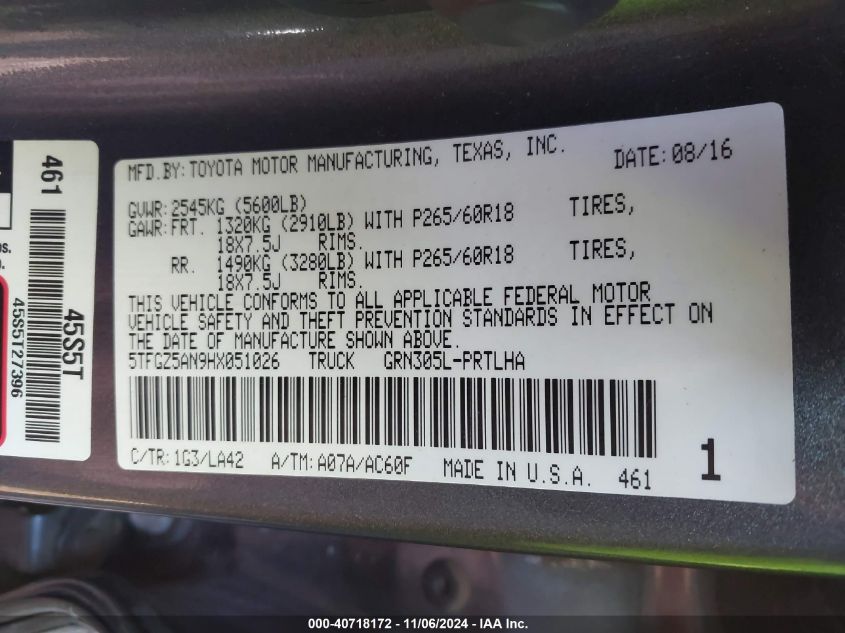 MFD.BY: TOYOTA MOTOR MANUFACTURING, TEXAS, INC. DATE: 08/16
GVWR: 2545KG (5600LB)
GAWR: FRT. 1320KG (2910LB) WITH P265/60R18 TIRES,
18X7.5J RIMS.
RR. 1490KG (3280LB) WITH P265/60R18 TIRES,
18X7.5J RIMS.
THIS VEHICLE CONFORMS TO ALL APPLICABLE FEDERAL MOTOR
VEHICLE SAFETY AND THEFT PREVENTION STANDARDS IN EFFECT ON
THE DATE OF MANUFACTURE SHOWN ABOVE.
5TFGZ5AN9HX051026 TRUCK GRN305L-PRTLHA
C/TR: 1G3/LA42 A/TM: A07A/AC60F MADE IN U.S.A. 461
1
461
45S5T
45S5T27396
000-40718172 - 11/06/2024 - IAA Inc.